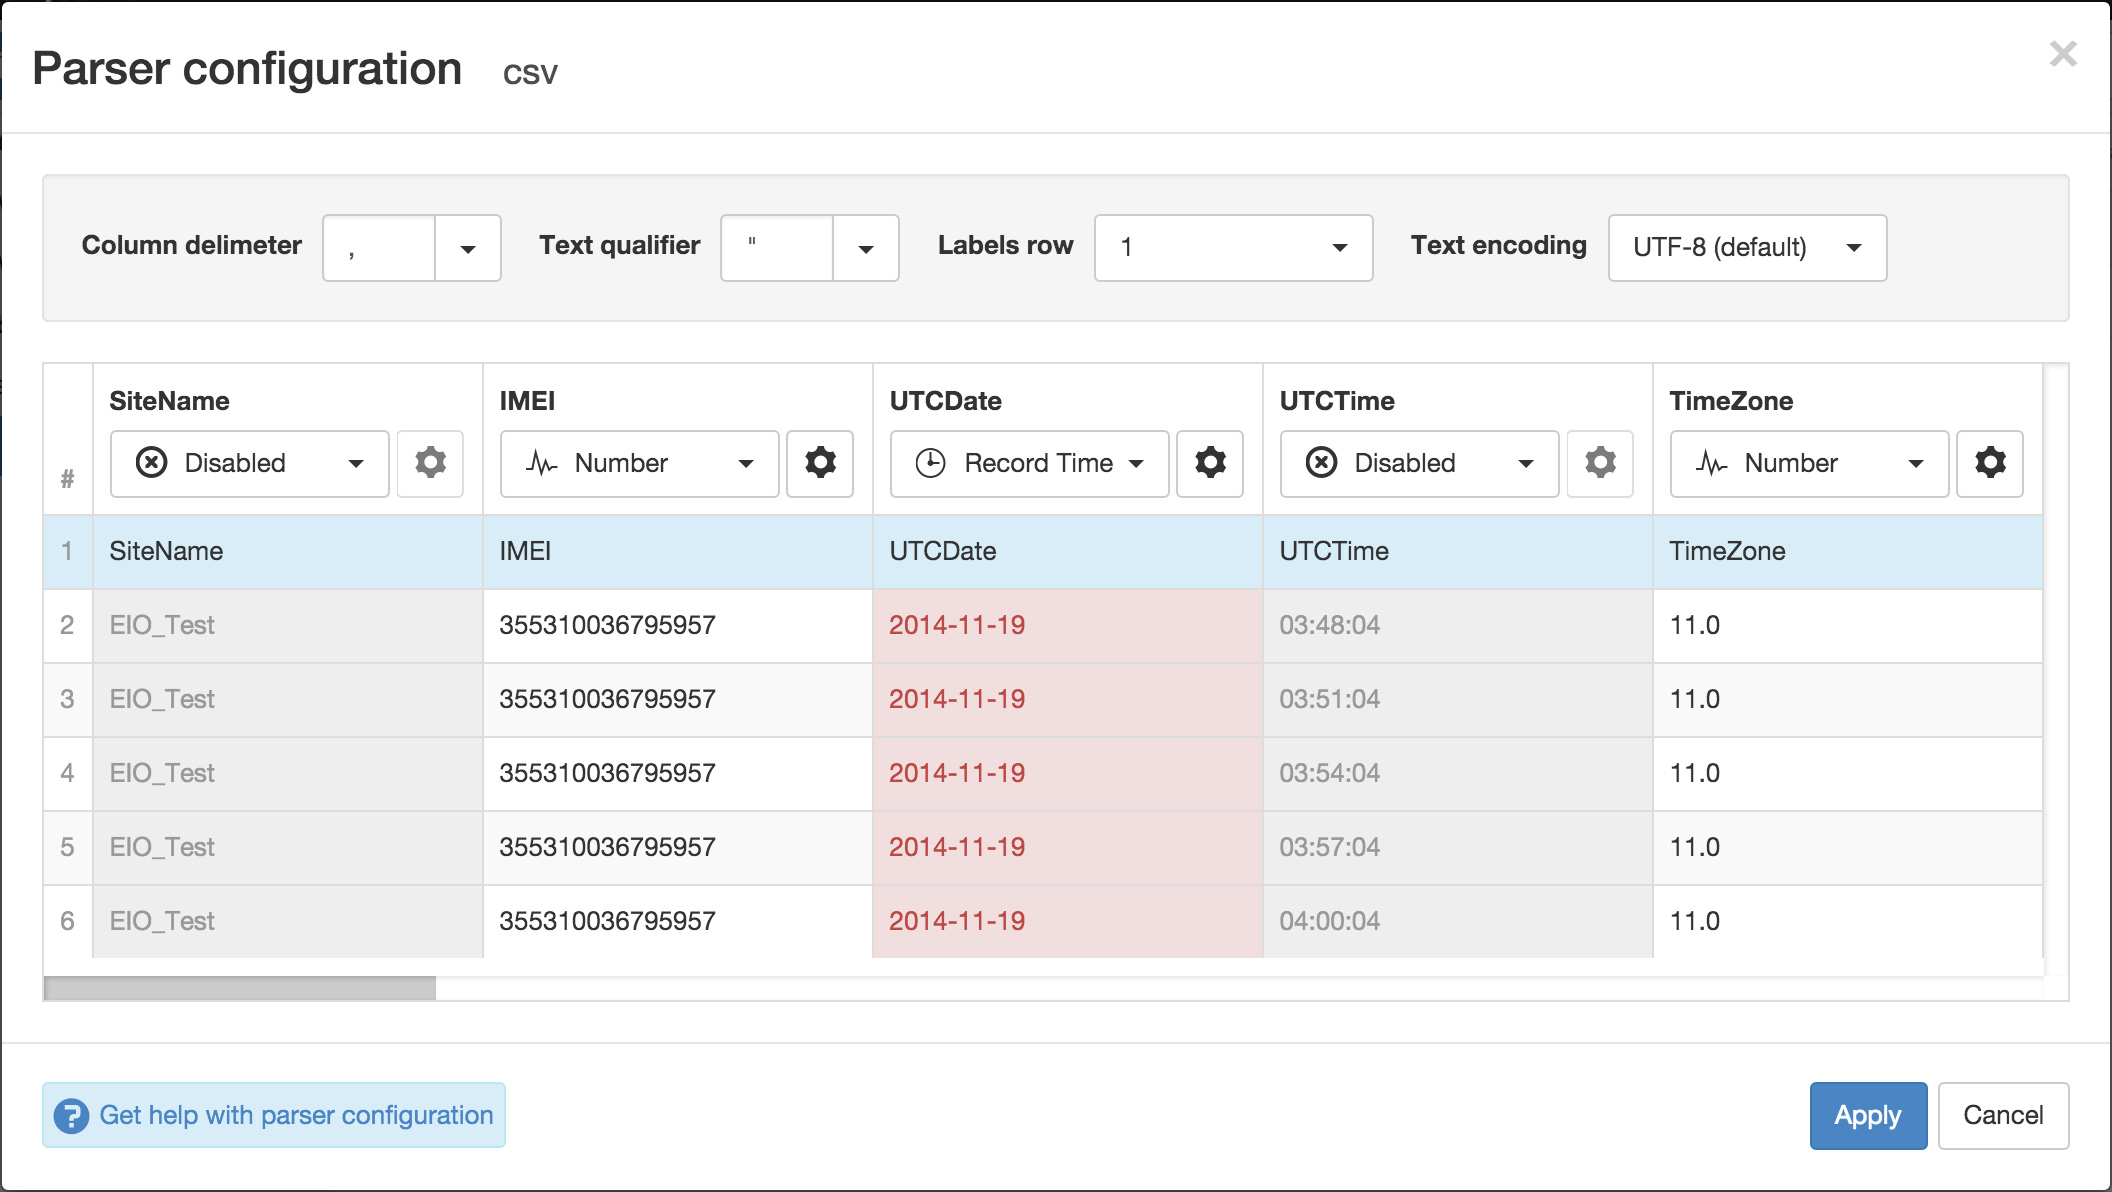 Parser configuration csv
Column delimeter , Text qualifier " Labels row 1 Text encoding UTF-8 (default)
# SiteName IMEI UTCDate UTCTime TimeZone
Disabled Number Record Time Disabled Number
1 SiteName IMEI UTCDate UTCTime TimeZone
2 EIO_Test 355310036795957 2014-11-19 03:48:04 11.0
3 EIO_Test 355310036795957 2014-11-19 03:51:04 11.0
4 EIO_Test 355310036795957 2014-11-19 03:54:04 11.0
5 EIO_Test 355310036795957 2014-11-19 03:57:04 11.0
6 EIO_Test 355310036795957 2014-11-19 04:00:04 11.0
? Get help with parser configuration Apply Cancel